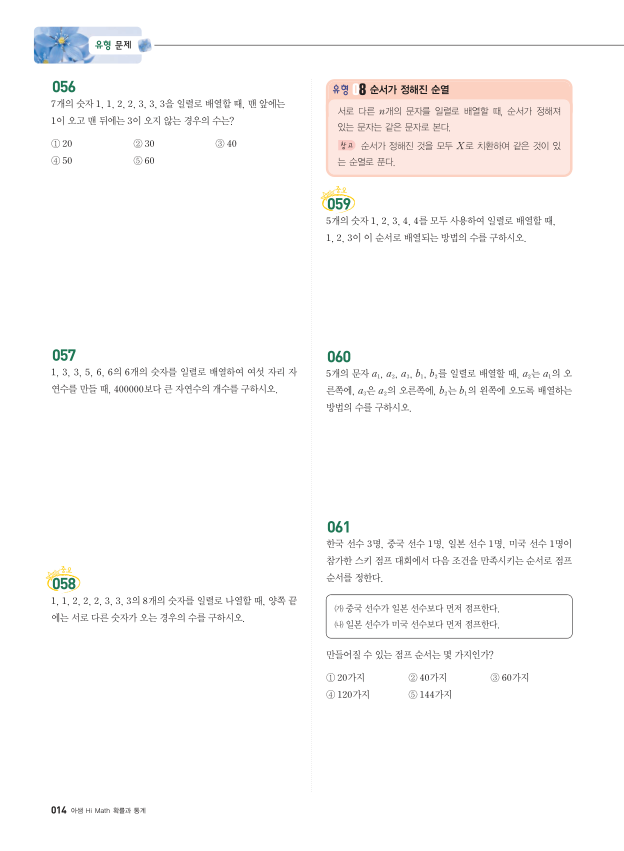 유형 문제
056
7개의 숫자 1, 1, 2, 2, 3, 3, 3을 일렬로 배열할 때, 맨 앞에는
1이 오고 맨 뒤에는 3이 오지 않는 경우의 수는?
① 20 ② 30 ③ 40
④ 50 ⑤ 60
057
1, 3, 3, 5, 6, 6의 6개의 숫자를 일렬로 배열하여 여섯 자리 자
연수를 만들 때, 400000보다 큰 자연수의 개수를 구하시오.
058
1, 1, 2, 2, 2, 3, 3, 3의 8개의 숫자를 일렬로 나열할 때, 양쪽 끝
에는 서로 다른 숫자가 오는 경우의 수를 구하시오.
유형 08 순서가 정해진 순열
서로 다른 n개의 문자를 일렬로 배열할 때, 순서가 정해져
있는 문자는 같은 문자로 본다.
참고 순서가 정해진 것을 모두 X로 치환하여 같은 것이 있
는 순열로 푼다.
059
5개의 숫자 1, 2, 3, 4, 4를 모두 사용하여 일렬로 배열할 때,
1, 2, 3이 이 순서로 배열되는 방법의 수를 구하시오.
060
5개의 문자 a₁, a₂, a₃, b₁, b₂를 일렬로 배열할 때, a₂는 a₁의 오
른쪽에, a₃은 a₂의 오른쪽에, b₂는 b₁의 왼쪽에 오도록 배열하는
방법의 수를 구하시오.
061
한국 선수 3명, 중국 선수 1명, 일본 선수 1명, 미국 선수 1명이
참가한 스키 점프 대회에서 다음 조건을 만족시키는 순서로 점프
순서를 정한다.
㈎ 중국 선수가 일본 선수보다 먼저 점프한다.
㈏ 일본 선수가 미국 선수보다 먼저 점프한다.
만들어질 수 있는 점프 순서는 몇 가지인가?
① 20가지 ② 40가지 ③ 60가지
④ 120가지 ⑤ 144가지
014 아샘 Hi Math 확률과 통계